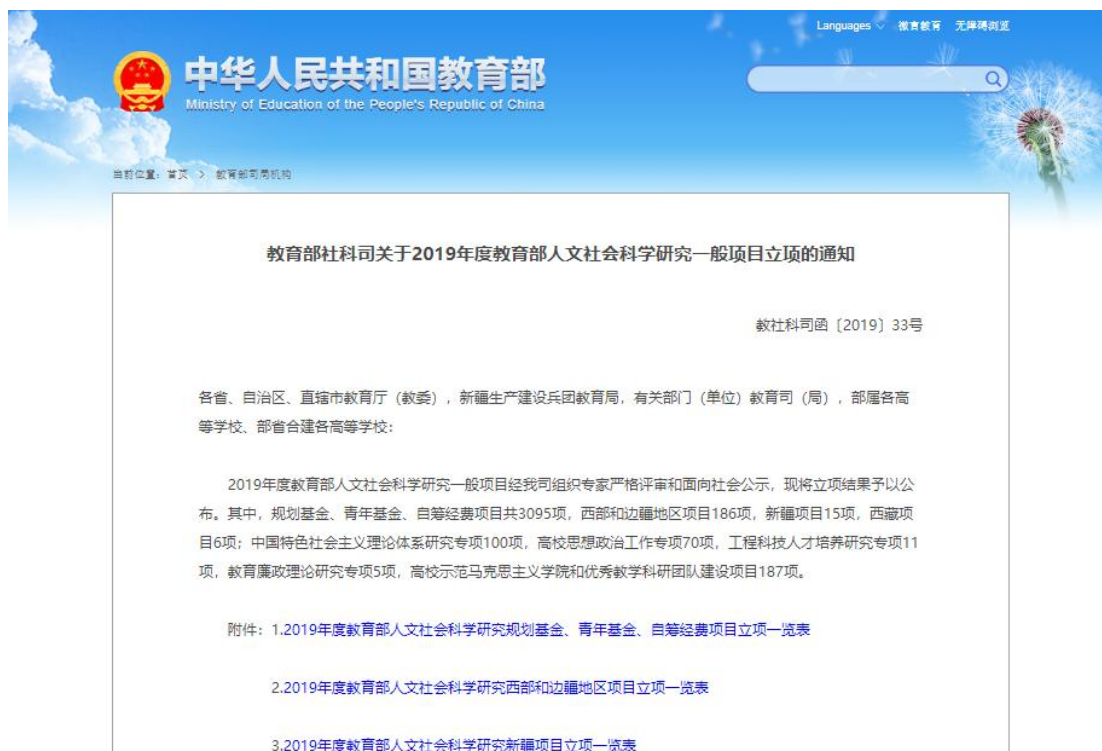 Languages 微言教育 无障碍浏览
中华人民共和国教育部
Ministry of Education of the People's Republic of China
当前位置：首页 > 教育部司局机构
教育部社科司关于2019年度教育部人文社会科学研究一般项目立项的通知
教社科司函〔2019〕33号
各省、自治区、直辖市教育厅（教委），新疆生产建设兵团教育局，有关部门（单位）教育司（局），部属各高
等学校、部省合建各高等学校：
2019年度教育部人文社会科学研究一般项目经我司组织专家严格评审和面向社会公示，现将立项结果予以公
布。其中，规划基金、青年基金、自筹经费项目共3095项，西部和边疆地区项目186项，新疆项目15项，西藏项
目6项；中国特色社会主义理论体系研究专项100项，高校思想政治工作专项70项，工程科技人才培养研究专项11
项，教育廉政理论研究专项5项，高校示范马克思主义学院和优秀教学科研团队建设项目187项。
附件：1.2019年度教育部人文社会科学研究规划基金、青年基金、自筹经费项目立项一览表
2.2019年度教育部人文社会科学研究西部和边疆地区项目立项一览表
3.2019年度教育部人文社会科学研究新疆项目立项一览表